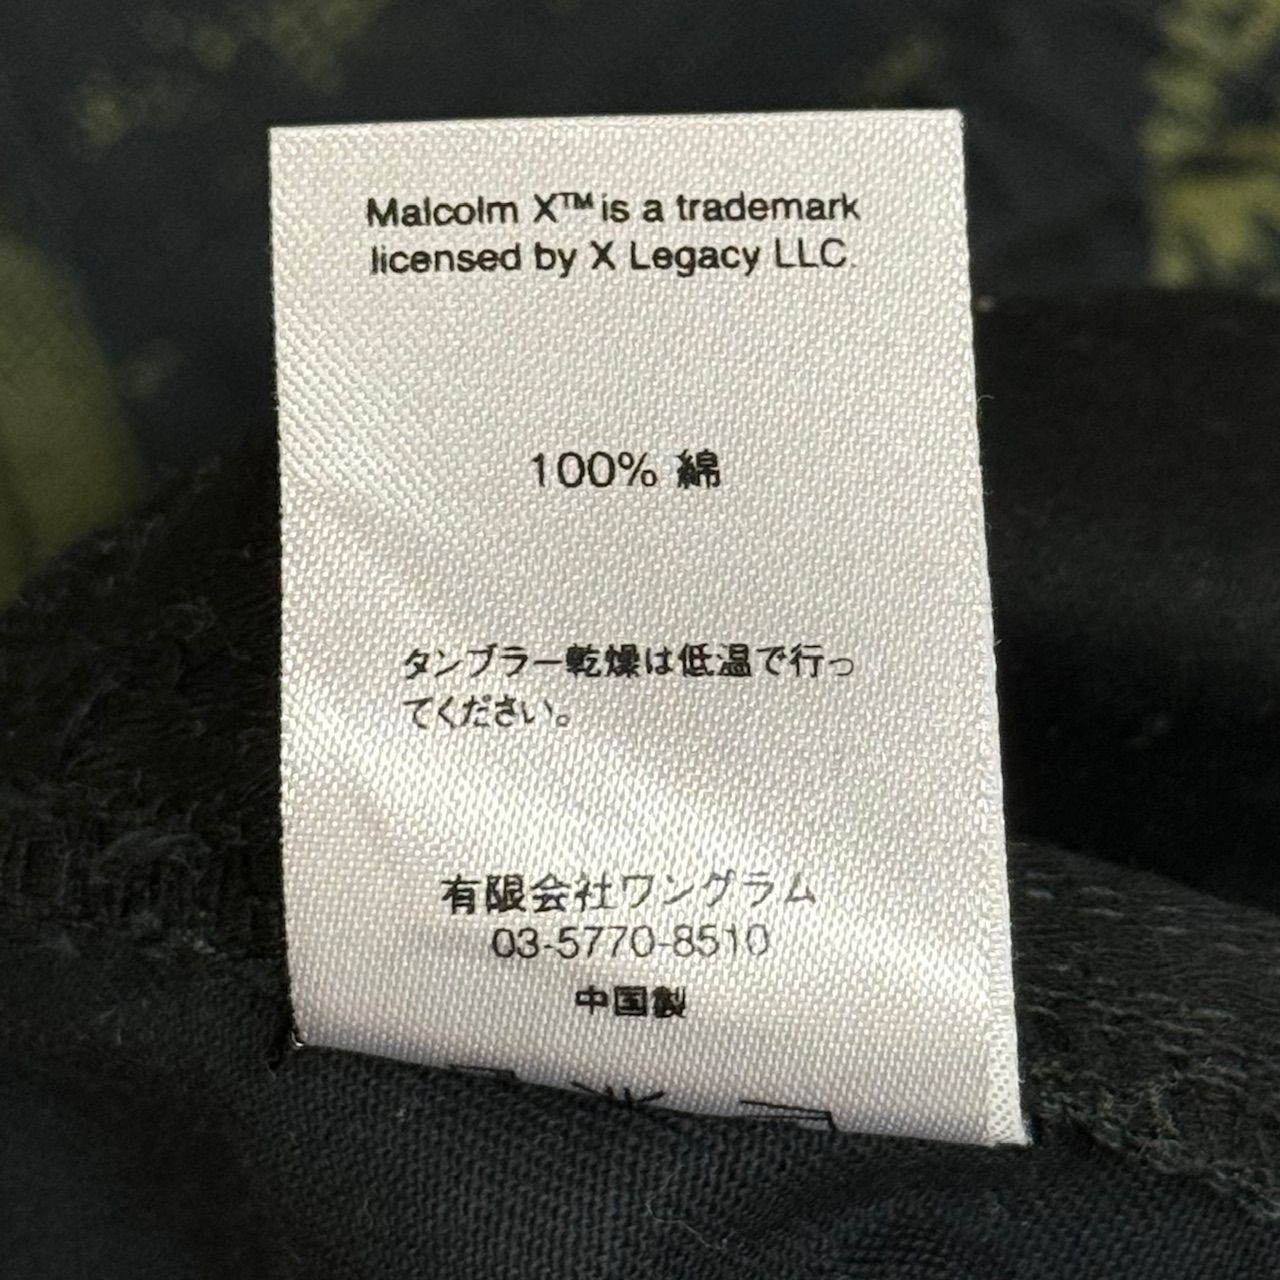 Malcolm X™ is a trademark
licensed by X Legacy LLC.
100% 綿
タンブラー乾燥は低温で行っ
てください。
有限会社ワングラム
03-5770-8510
中国製